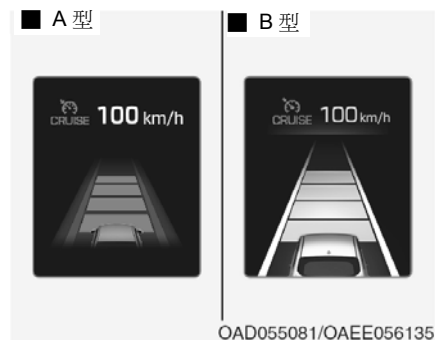 ■ A 型
■ B 型
CRUISE 100 km/h
CRUISE 100 km/h
OAD055081/OAEE056135